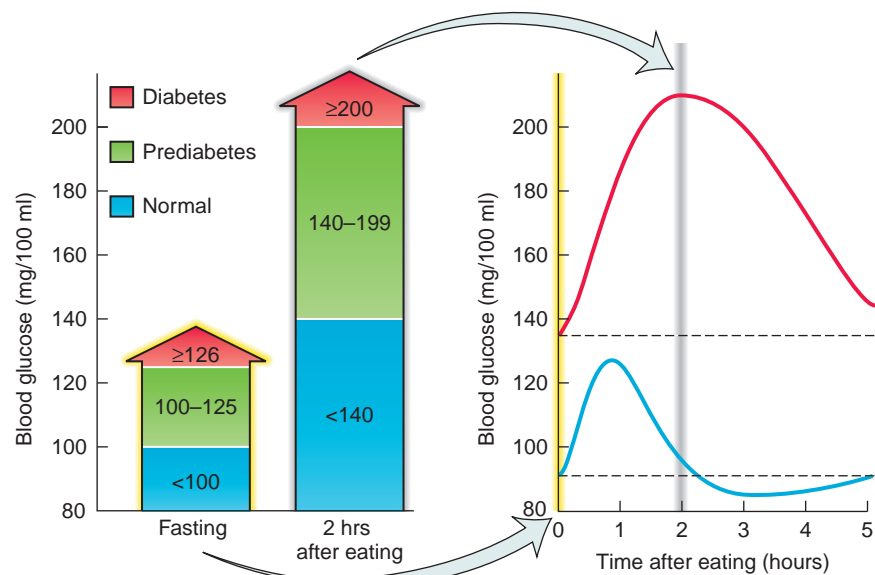 Diabetes
Prediabetes
Normal
Blood glucose (mg/100 ml)
200
180
160
140
120
100
80
≥126
100–125
<100
Fasting
≥200
140–199
<140
2 hrs
after eating
Blood glucose (mg/100 ml)
200
180
160
140
120
100
80
0 1 2 3 4 5
Time after eating (hours)